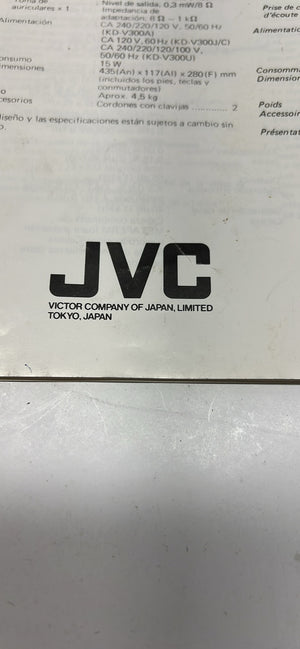 Toma de
auriculares x 1
: Nivel de salida, 0,3 mW/8 Ω
Impedancia de
adaptación, 8 Ω – 1 kΩ
Alimentación
CA 240/220/120 V, 50/60 Hz
(KD-V300A)
CA 120 V, 60 Hz (KD-V300J/C)
CA 240/220/120/100 V,
50/60 Hz (KD-V300U)
onsumo
15 W
mensiones
435(An) x 117(Al) x 280(F) mm
(incluidos los pies, teclas y
conmutadores)
o
Aprox. 4,5 kg
cesorios
Cordones con clavijas ........... 2
diseño y las especificaciones están sujetos a cambio sin
o.
Prise de c
d'écoute
Alimentatio
Consomm
Dimension
Poids
Accessoir
Présentat
JVC
VICTOR COMPANY OF JAPAN, LIMITED
TOKYO, JAPAN